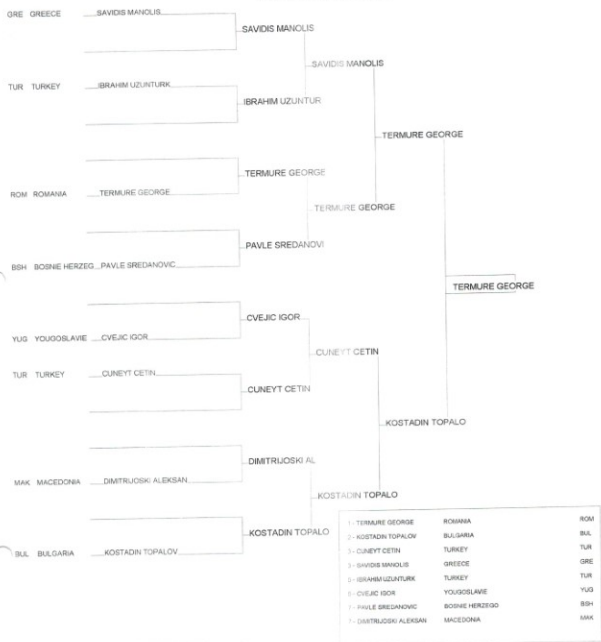 GRE GREECE SAVIDIS MANOLIS
SAVIDIS MANOLIS
SAVIDIS MANOLIS
TUR TURKEY IBRAHIM UZUNTURK
IBRAHIM UZUNTUR
TERMURE GEORGE
TERMURE GEORGE
ROM ROMANIA TERMURE GEORGE
TERMURE GEORGE
PAVLE SREDANOVI
BSH BOSNIE HERZEG PAVLE SREDANOVIC
TERMURE GEORGE
CVEJIC IGOR
YUG YOUGOSLAVIE CVEJIC IGOR
CUNEYT CETIN
TUR TURKEY CUNEYT CETIN
CUNEYT CETIN
KOSTADIN TOPALO
DIMITRIJOSKI AL
MAK MACEDONIA DIMITRIJOSKI ALEKSAN
KOSTADIN TOPALO
KOSTADIN TOPALO
BUL BULGARIA KOSTADIN TOPALOV
1 - TERMURE GEORGE ROMANIA ROM
2 - KOSTADIN TOPALOV BULGARIA BUL
3 - CUNEYT CETIN TURKEY TUR
3 - SAVIDIS MANOLIS GREECE GRE
5 - IBRAHIM UZUNTURK TURKEY TUR
6 - CVEJIC IGOR YOUGOSLAVIE YUG
7 - PAVLE SREDANOVIC BOSNIE HERZEGO BSH
7 - DIMITRIJOSKI ALEKSAN MACEDONIA MAK